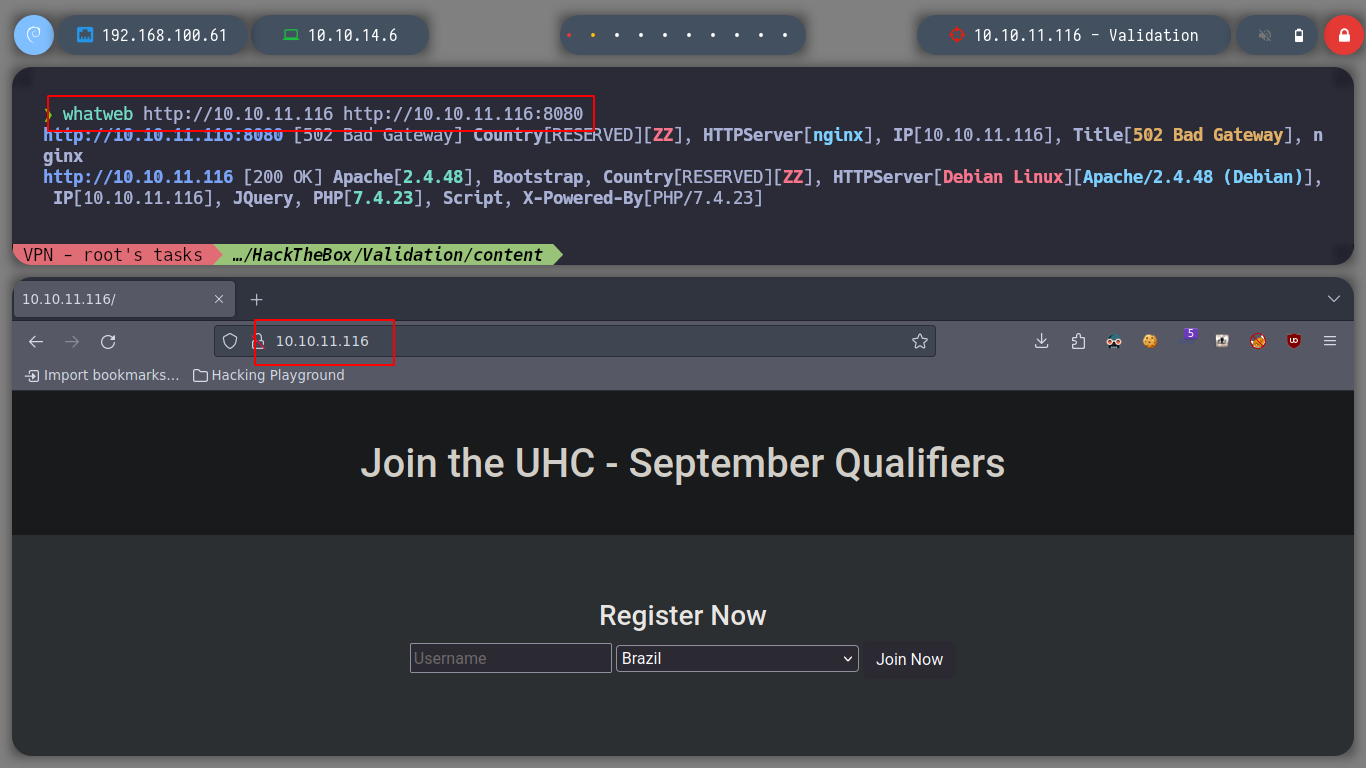 192.168.100.61
10.10.14.6
10.10.11.116 - Validation
❯ whatweb http://10.10.11.116 http://10.10.11.116:8080
http://10.10.11.116:8080 [502 Bad Gateway] Country[RESERVED][ZZ], HTTPServer[nginx], IP[10.10.11.116], Title[502 Bad Gateway], n
ginx
http://10.10.11.116 [200 OK] Apache[2.4.48], Bootstrap, Country[RESERVED][ZZ], HTTPServer[Debian Linux][Apache/2.4.48 (Debian)],
IP[10.10.11.116], JQuery, PHP[7.4.23], Script, X-Powered-By[PHP/7.4.23]
VPN - root's tasks …/HackTheBox/Validation/content
10.10.11.116/
10.10.11.116
5
UO
Import bookmarks…
Hacking Playground
Join the UHC - September Qualifiers
Register Now
Username
Brazil
Join Now